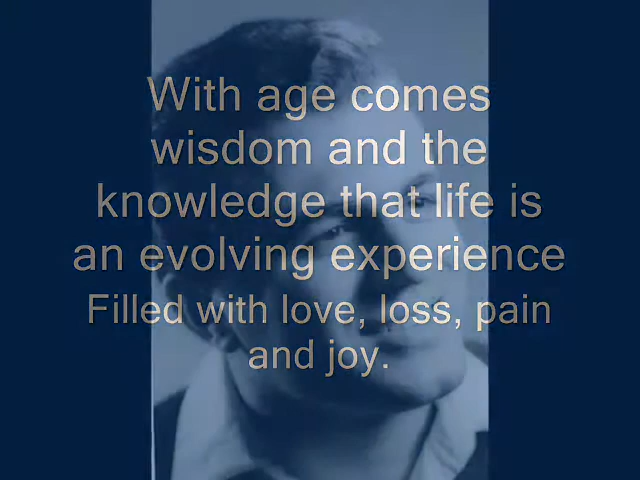 With age comes
wisdom and the
knowledge that life is
an evolving experience
Filled with love, loss, pain
and joy.